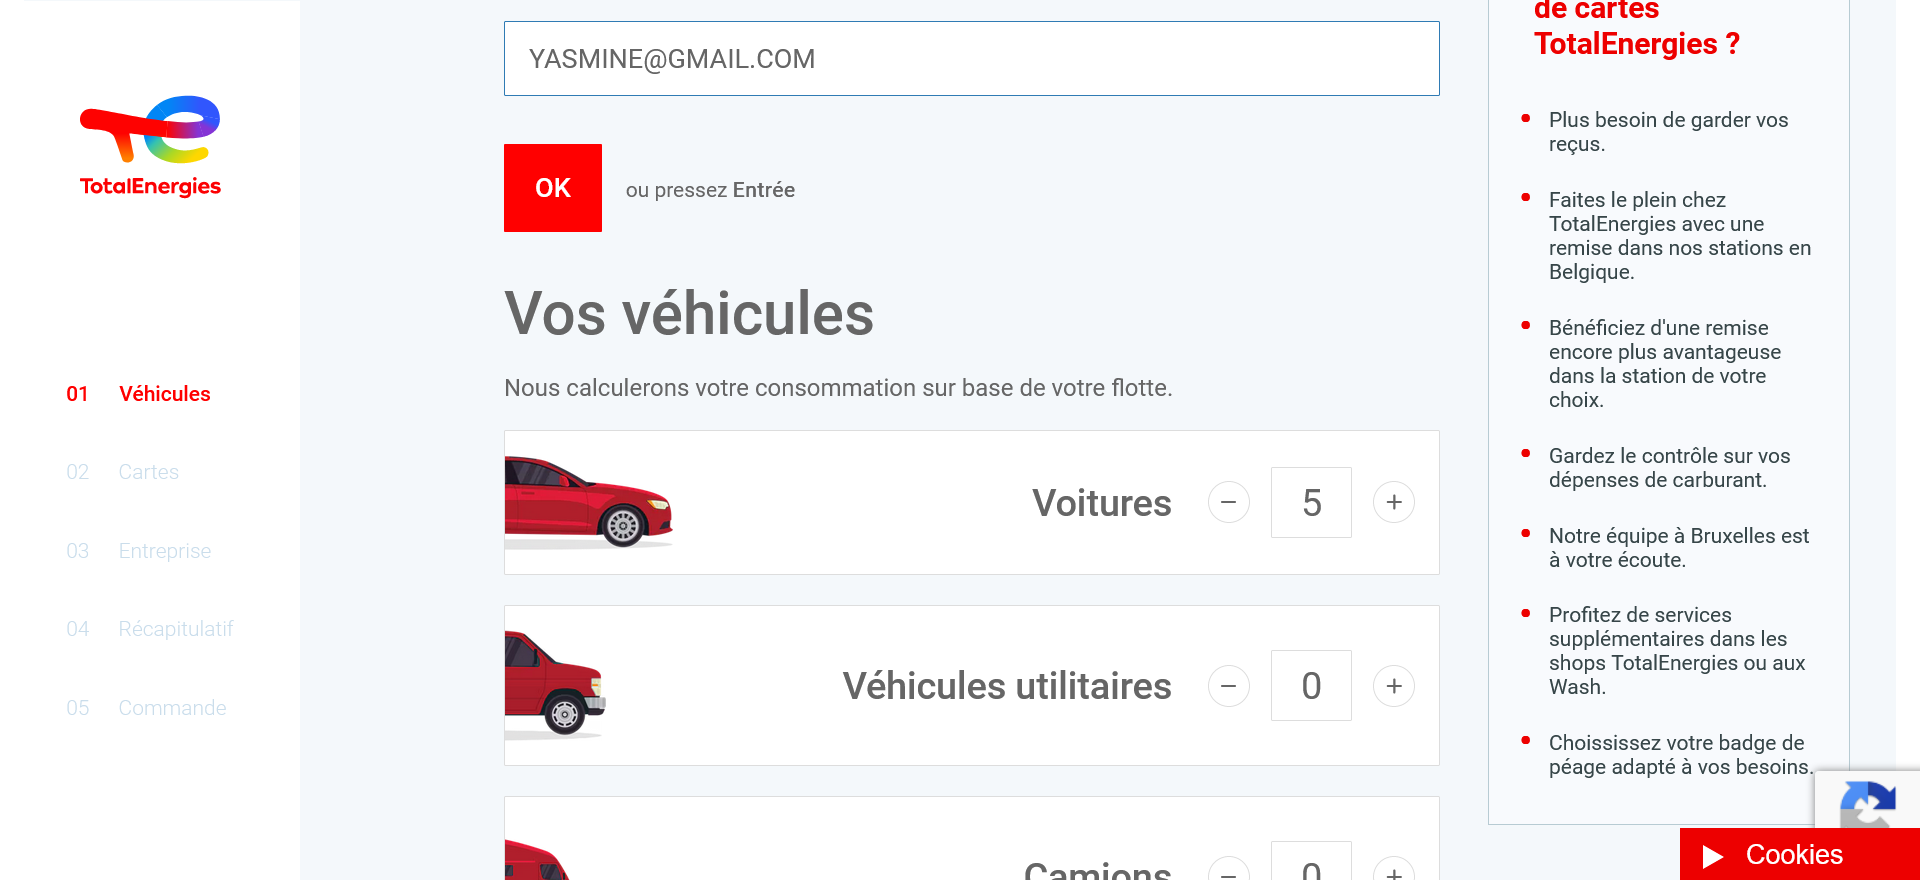 TotalEnergies
01 Véhicules
02 Cartes
03 Entreprise
04 Récapitulatif
05 Commande
YASMINE@GMAIL.COM
OK
ou pressez Entrée
Vos véhicules
Nous calculerons votre consommation sur base de votre flotte.
Voitures − 5 +
Véhicules utilitaires − 0 +
Camions − 0 +
de cartes
TotalEnergies ?
Plus besoin de garder vos
reçus.
Faites le plein chez
TotalEnergies avec une
remise dans nos stations en
Belgique.
Bénéficiez d'une remise
encore plus avantageuse
dans la station de votre
choix.
Gardez le contrôle sur vos
dépenses de carburant.
Notre équipe à Bruxelles est
à votre écoute.
Profitez de services
supplémentaires dans les
shops TotalEnergies ou aux
Wash.
Choississez votre badge de
péage adapté à vos besoins.
Cookies